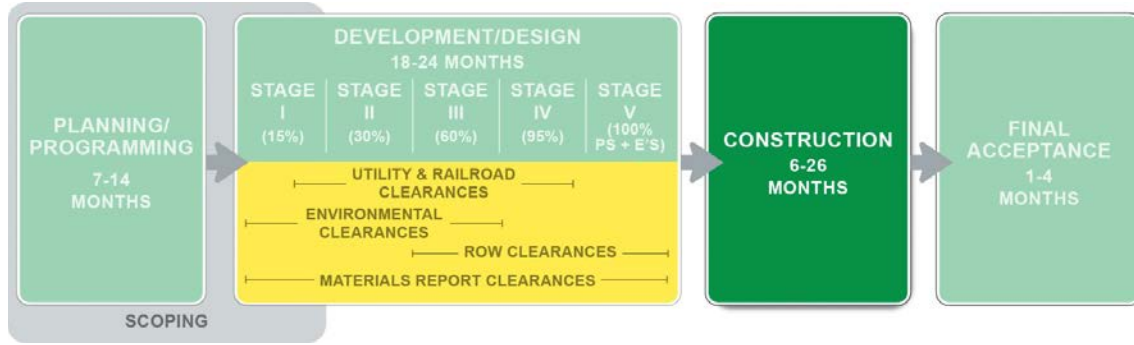 PLANNING/
PROGRAMMING
7-14
MONTHS
SCOPING
DEVELOPMENT/DESIGN
18-24 MONTHS
STAGE
I
(15%)
STAGE
II
(30%)
STAGE
III
(60%)
STAGE
IV
(95%)
STAGE
V
(100%
PS + E'S)
UTILITY & RAILROAD
CLEARANCES
ENVIRONMENTAL
CLEARANCES
ROW CLEARANCES
MATERIALS REPORT CLEARANCES
CONSTRUCTION
6-26
MONTHS
FINAL
ACCEPTANCE
1-4
MONTHS